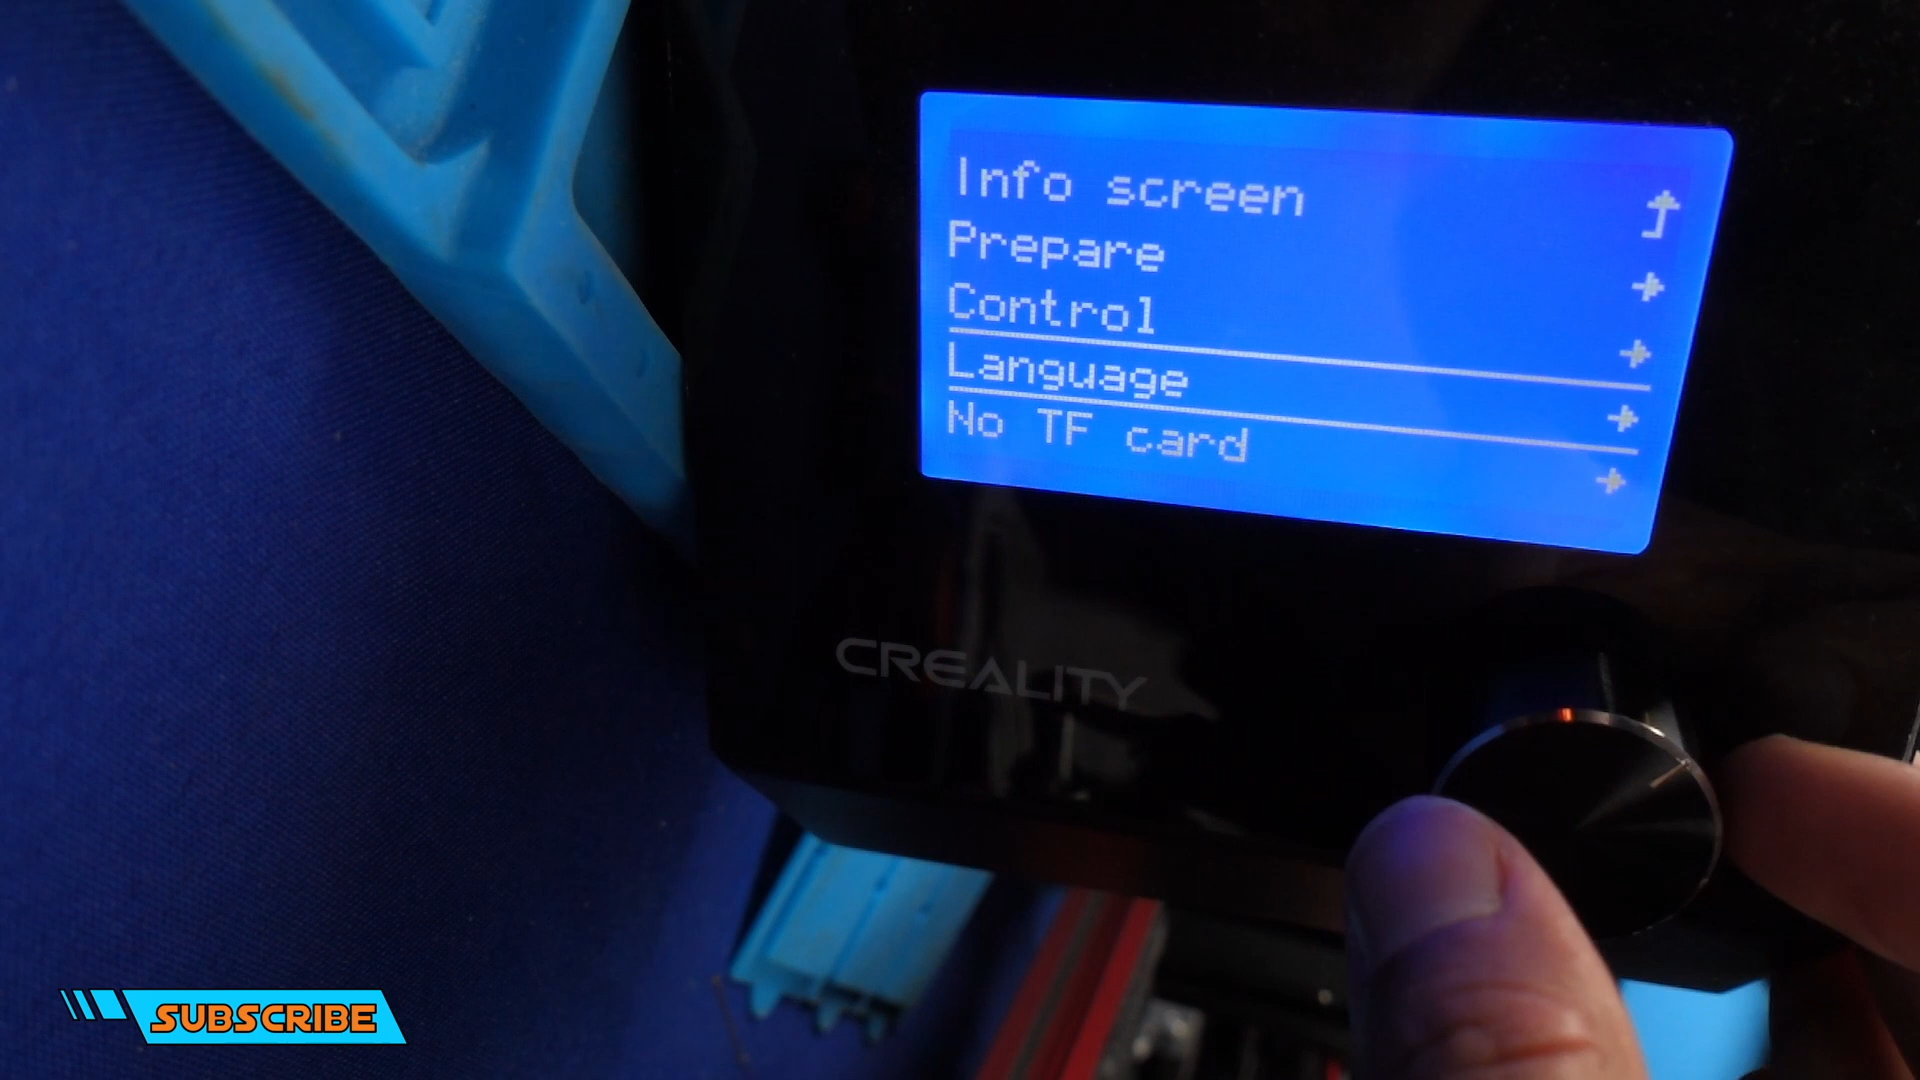 Info screen
Prepare
Control
Language
No TF card
CREALITY
SUBSCRIBE